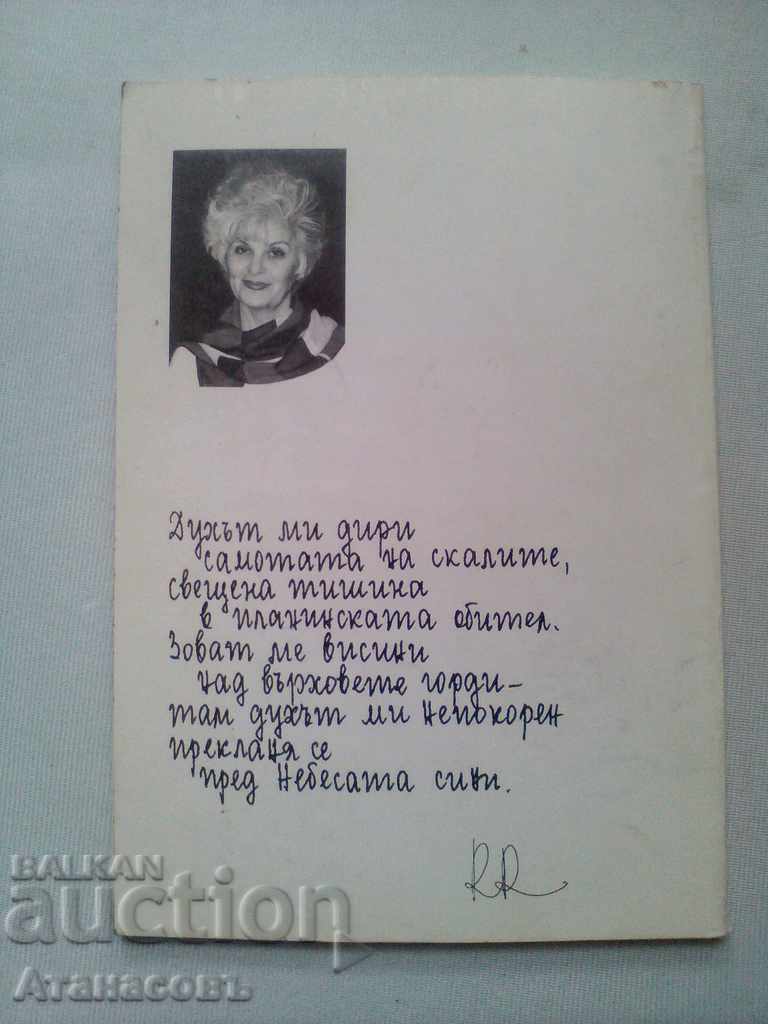 Духът ми дири
самотата на скалите,
свещена тишина
в планинската обител.
Зоват ме висини
над върховете горди–
там духът ми непокорен
прекланя се
пред Небесата сини.
RR
BALKAN
auction
Атанасовъ